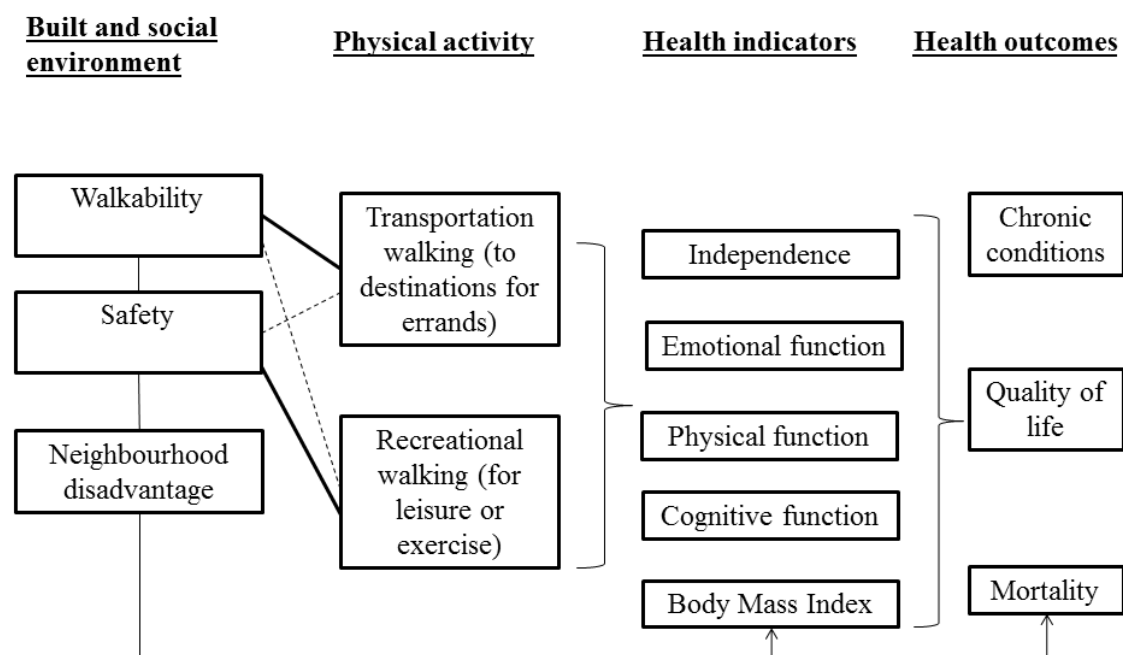 Built and social
environment
Physical activity
Health indicators
Health outcomes
Walkability
Safety
Neighbourhood
disadvantage
Transportation
walking (to
destinations for
errands)
Recreational
walking (for
leisure or
exercise)
Independence
Emotional function
Physical function
Cognitive function
Body Mass Index
Chronic
conditions
Quality of
life
Mortality